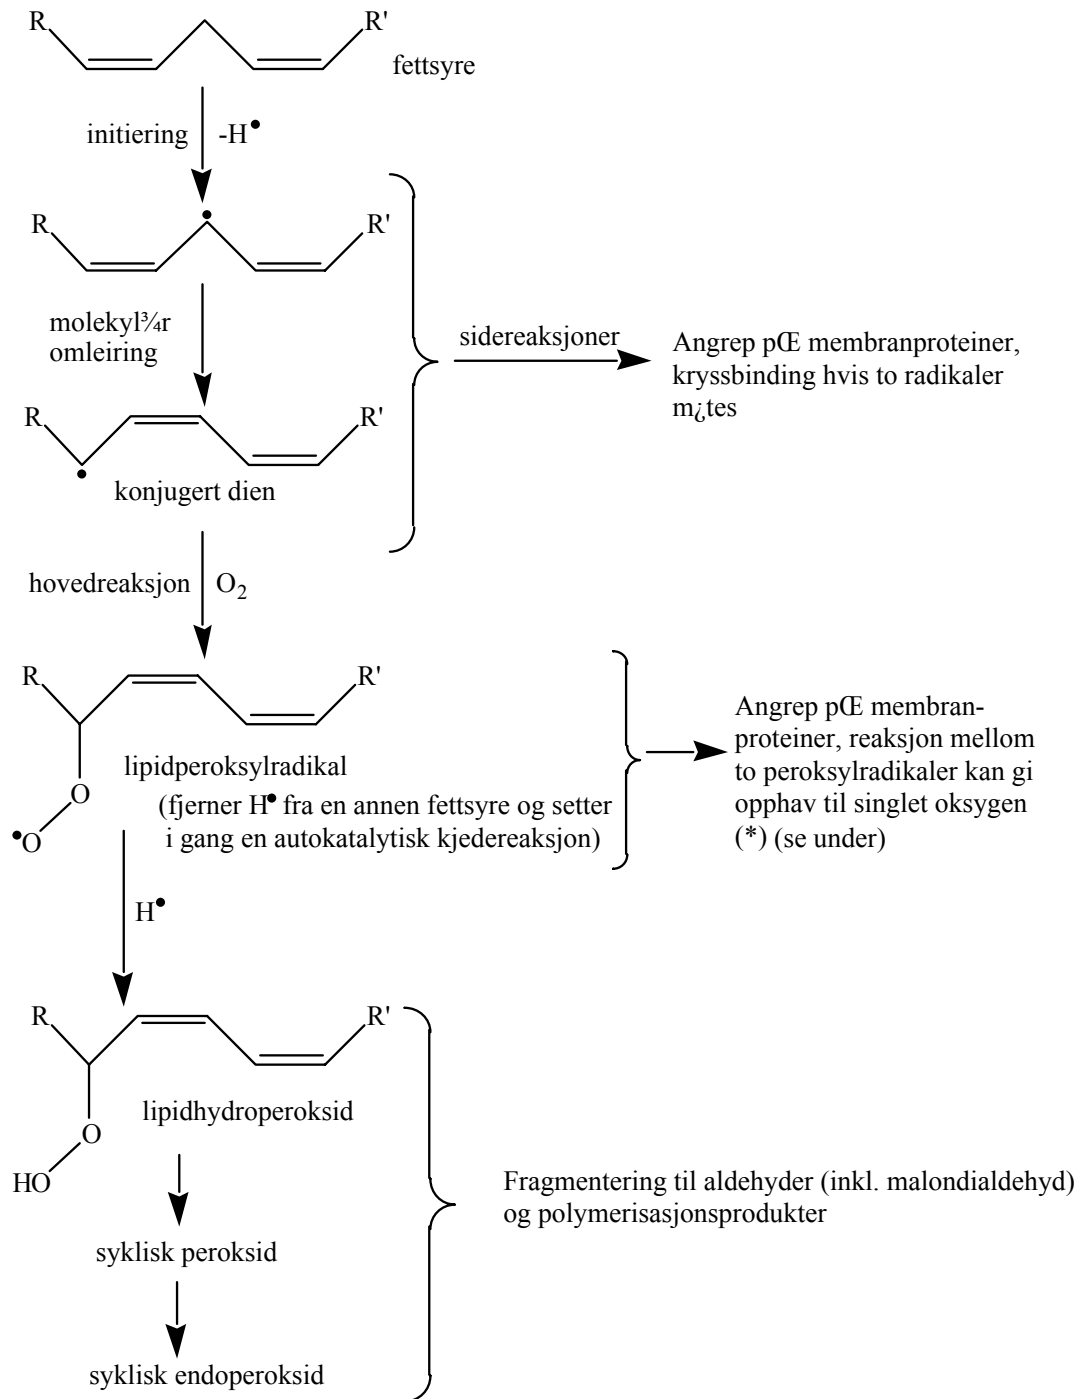 R R'
fettsyre
initiering -H•
R R'
molekyl¾r
omleiring
sidereaksjoner
Angrep pŒ membranproteiner,
kryssbinding hvis to radikaler
m¿tes
R R'
konjugert dien
hovedreaksjon O2
R R'
O
•O
lipidperoksylradikal
(fjerner H• fra en annen fettsyre og setter
i gang en autokatalytisk kjedereaksjon)
Angrep pŒ membran-
proteiner, reaksjon mellom
to peroksylradikaler kan gi
opphav til singlet oksygen
(*) (se under)
H•
R R'
O
HO
lipidhydroperoksid
syklisk peroksid
syklisk endoperoksid
Fragmentering til aldehyder (inkl. malondialdehyd)
og polymerisasjonsprodukter